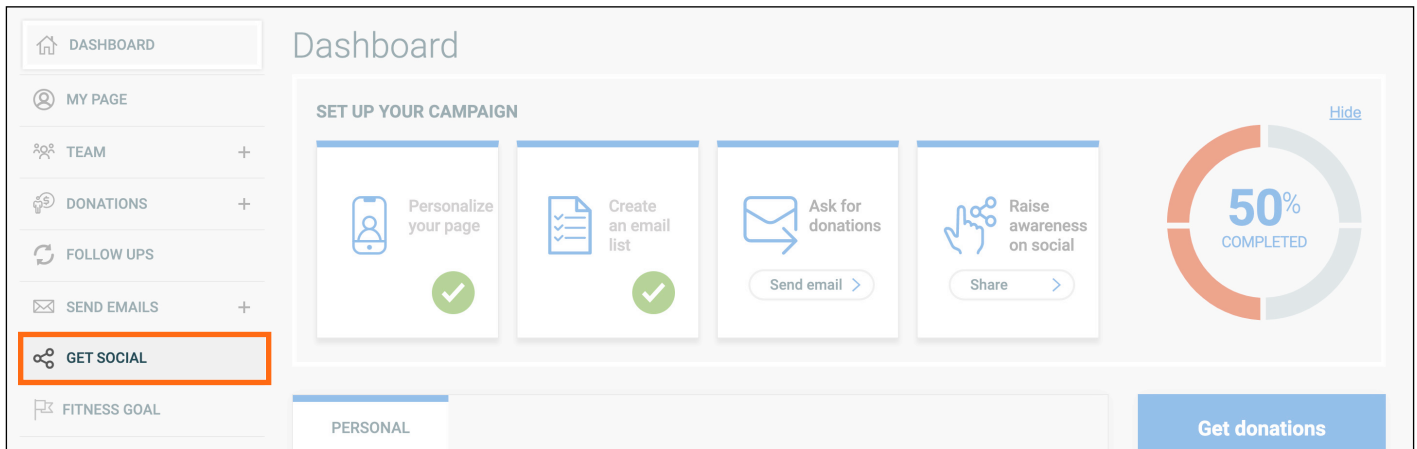 DASHBOARD
MY PAGE
TEAM +
DONATIONS +
FOLLOW UPS
SEND EMAILS +
GET SOCIAL
FITNESS GOAL
Dashboard
SET UP YOUR CAMPAIGN
Hide
Personalize
your page
Create
an email
list
Ask for
donations
Send email >
Raise
awareness
on social
Share >
50%
COMPLETED
PERSONAL
Get donations